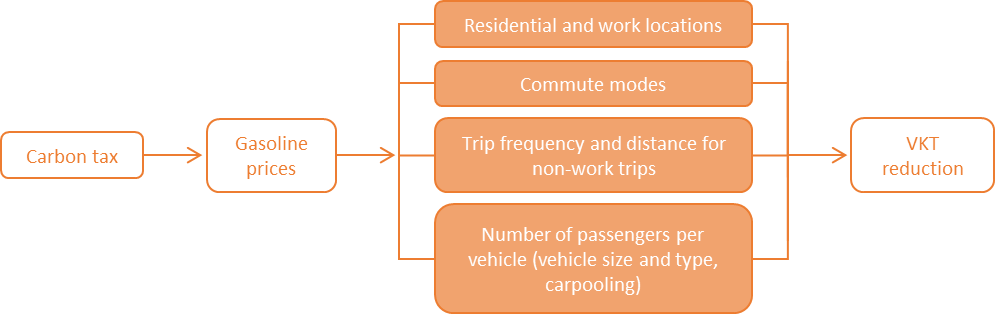 Residential and work locations
Commute modes
Carbon tax
Gasoline
prices
Trip frequency and distance for
non-work trips
VKT
reduction
Number of passengers per
vehicle (vehicle size and type,
carpooling)